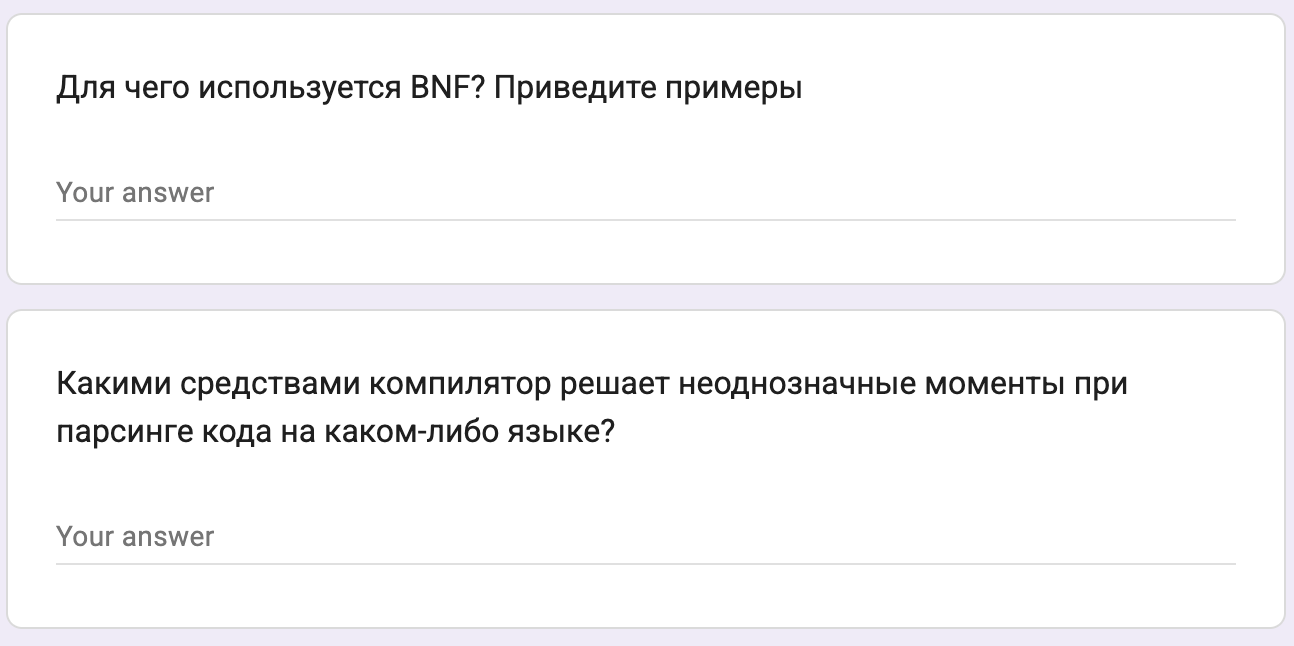 Для чего используется BNF? Приведите примеры
Your answer
Какими средствами компилятор решает неоднозначные моменты при
парсинге кода на каком-либо языке?
Your answer